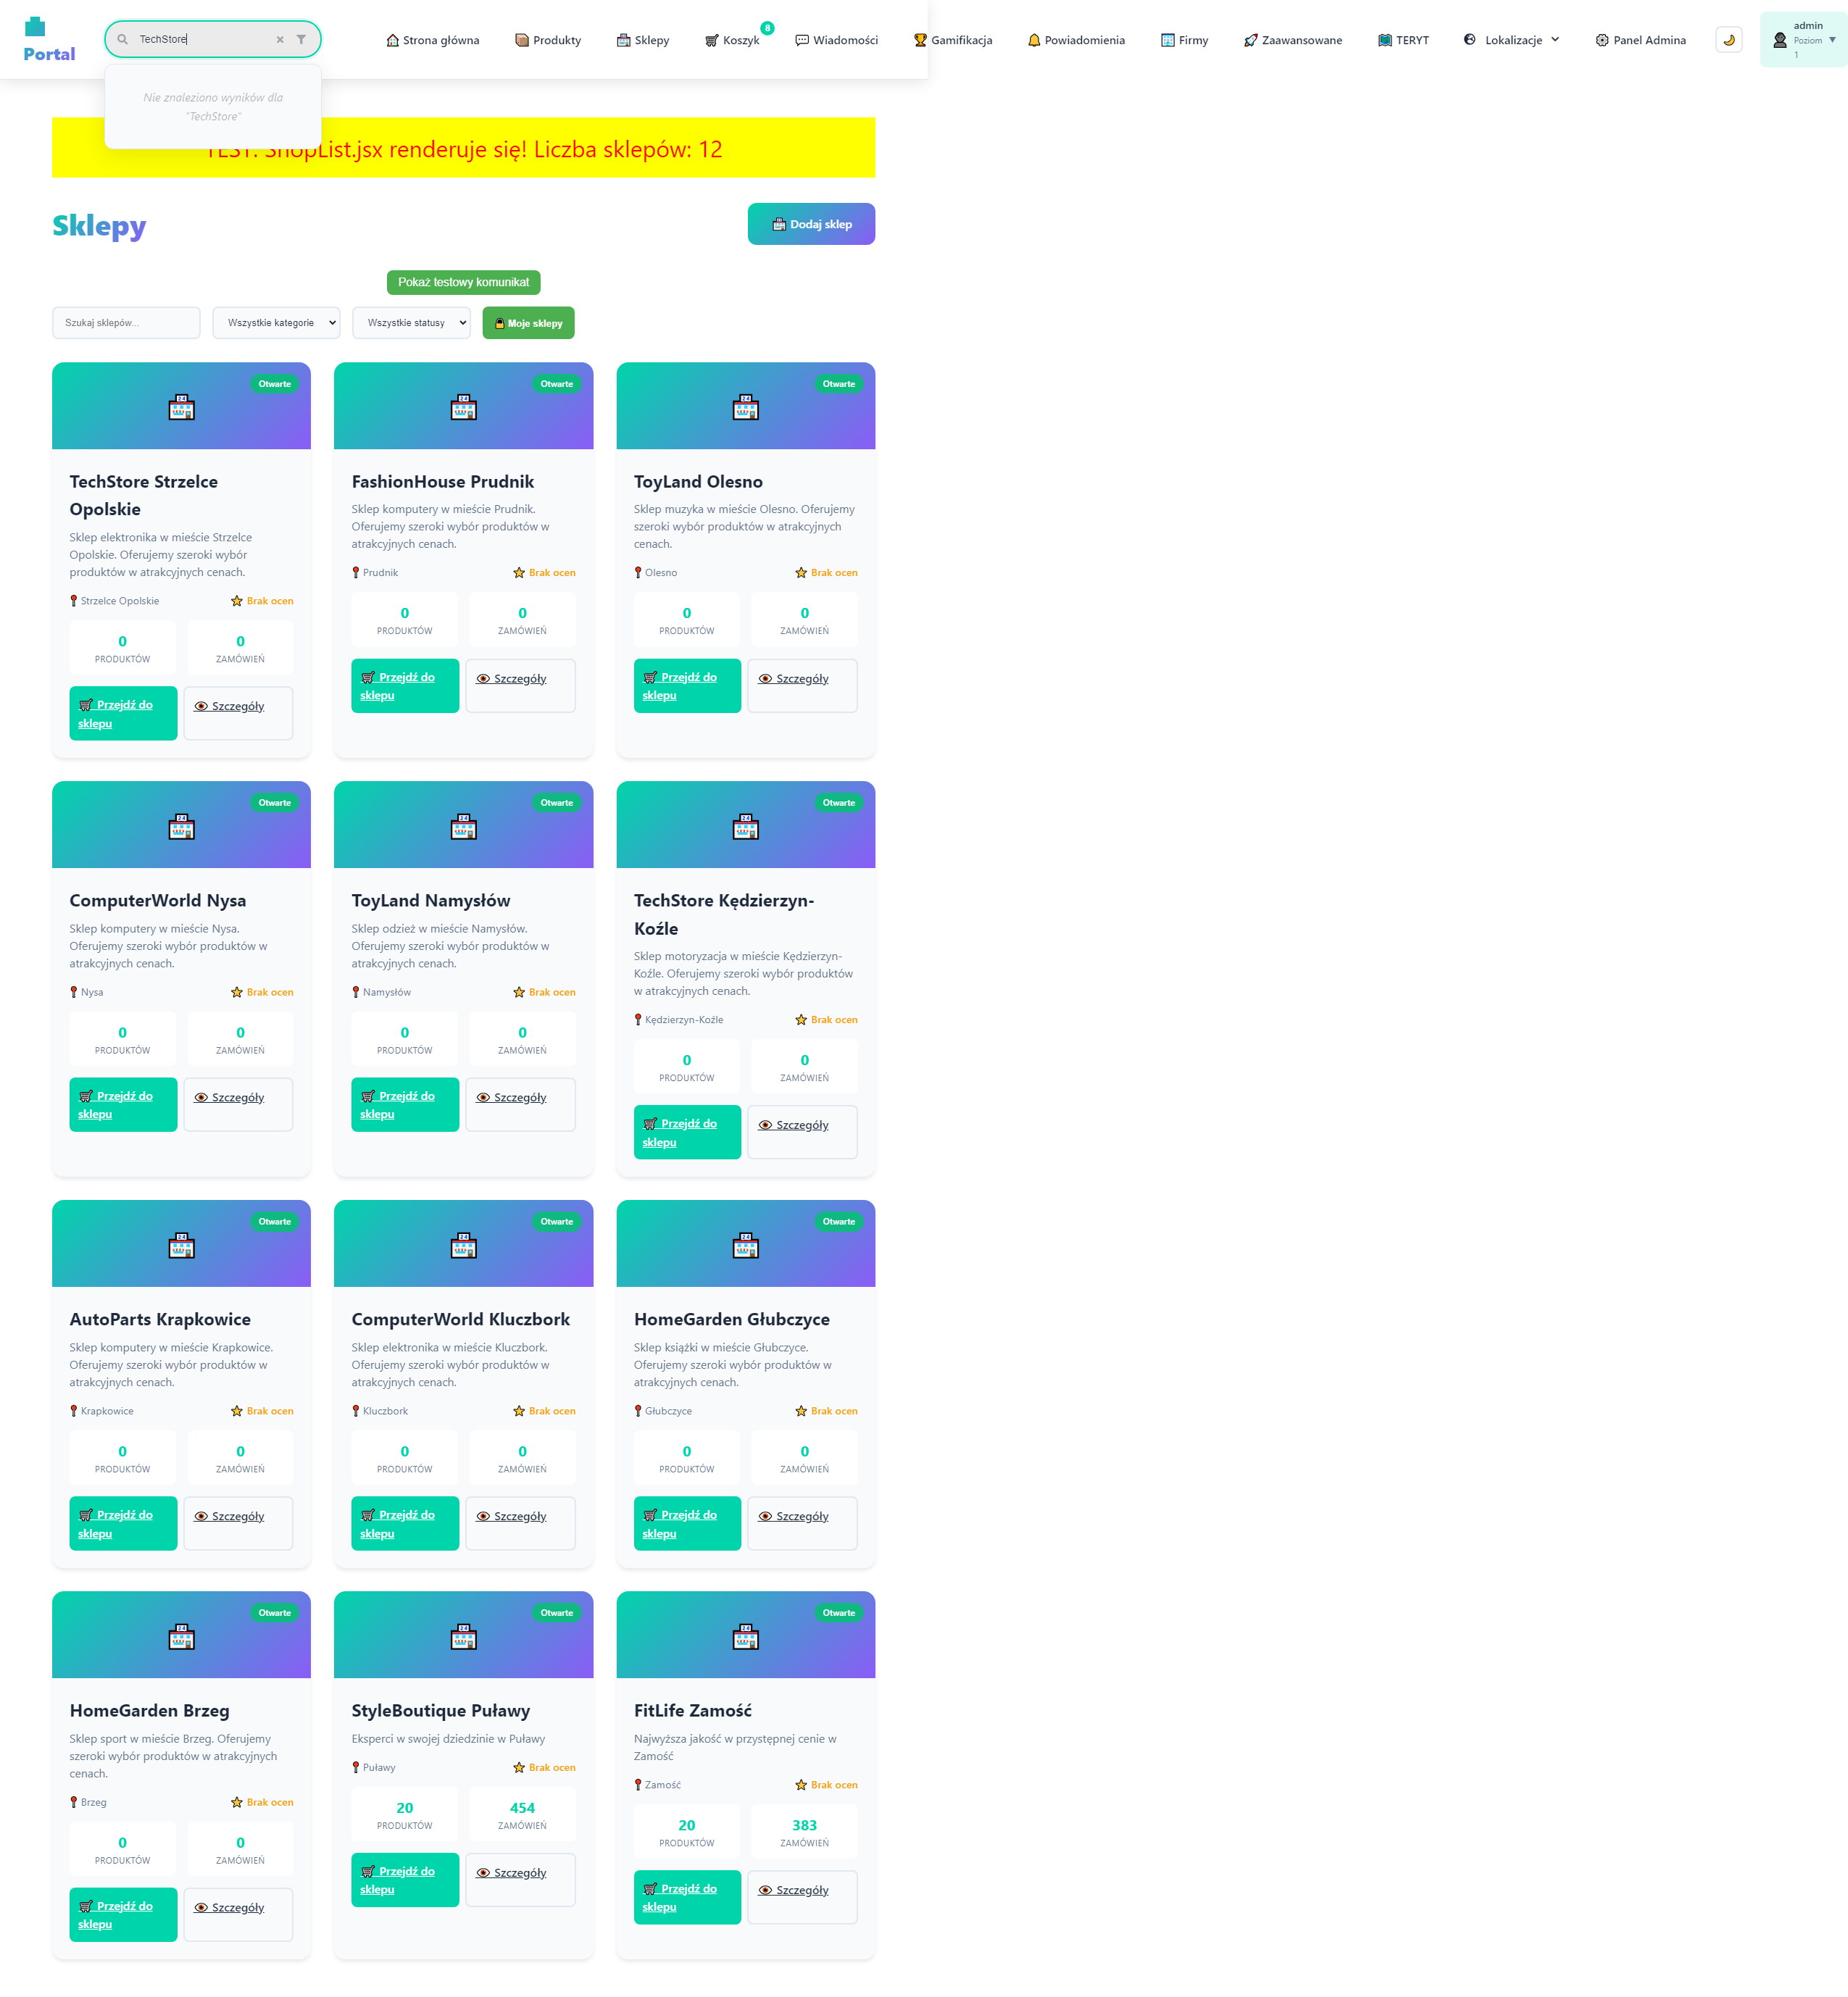 Portal
TechStore
Strona główna
Produkty
Sklepy
Koszyk
8
Wiadomości
Gamifikacja
Powiadomienia
Firmy
Zaawansowane
TERYT
Lokalizacje
Panel Admina
admin
Poziom
1
Nie znaleziono wyników dla
"TechStore"
TEST: ShopList.jsx renderuje się! Liczba sklepów: 12
Sklepy
Dodaj sklep
Pokaż testowy komunikat
Szukaj sklepów...
Wszystkie kategorie
Wszystkie statusy
Moje sklepy
Otwarte
TechStore Strzelce
Opolskie
Sklep elektronika w mieście Strzelce
Opolskie. Oferujemy szeroki wybór
produktów w atrakcyjnych cenach.
Strzelce Opolskie
Brak ocen
0
PRODUKTÓW
0
ZAMÓWIEŃ
Przejdź do
sklepu
Szczegóły
Otwarte
FashionHouse Prudnik
Sklep komputery w mieście Prudnik.
Oferujemy szeroki wybór produktów w
atrakcyjnych cenach.
Prudnik
Brak ocen
0
PRODUKTÓW
0
ZAMÓWIEŃ
Przejdź do
sklepu
Szczegóły
Otwarte
ToyLand Olesno
Sklep muzyka w mieście Olesno. Oferujemy
szeroki wybór produktów w atrakcyjnych
cenach.
Olesno
Brak ocen
0
PRODUKTÓW
0
ZAMÓWIEŃ
Przejdź do
sklepu
Szczegóły
Otwarte
ComputerWorld Nysa
Sklep komputery w mieście Nysa.
Oferujemy szeroki wybór produktów w
atrakcyjnych cenach.
Nysa
Brak ocen
0
PRODUKTÓW
0
ZAMÓWIEŃ
Przejdź do
sklepu
Szczegóły
Otwarte
ToyLand Namysłów
Sklep odzież w mieście Namysłów.
Oferujemy szeroki wybór produktów w
atrakcyjnych cenach.
Namysłów
Brak ocen
0
PRODUKTÓW
0
ZAMÓWIEŃ
Przejdź do
sklepu
Szczegóły
Otwarte
TechStore Kędzierzyn-
Koźle
Sklep motoryzacja w mieście Kędzierzyn-
Koźle. Oferujemy szeroki wybór produktów
w atrakcyjnych cenach.
Kędzierzyn-Koźle
Brak ocen
0
PRODUKTÓW
0
ZAMÓWIEŃ
Przejdź do
sklepu
Szczegóły
Otwarte
AutoParts Krapkowice
Sklep komputery w mieście Krapkowice.
Oferujemy szeroki wybór produktów w
atrakcyjnych cenach.
Krapkowice
Brak ocen
0
PRODUKTÓW
0
ZAMÓWIEŃ
Przejdź do
sklepu
Szczegóły
Otwarte
ComputerWorld Kluczbork
Sklep elektronika w mieście Kluczbork.
Oferujemy szeroki wybór produktów w
atrakcyjnych cenach.
Kluczbork
Brak ocen
0
PRODUKTÓW
0
ZAMÓWIEŃ
Przejdź do
sklepu
Szczegóły
Otwarte
HomeGarden Głubczyce
Sklep książki w mieście Głubczyce.
Oferujemy szeroki wybór produktów w
atrakcyjnych cenach.
Głubczyce
Brak ocen
0
PRODUKTÓW
0
ZAMÓWIEŃ
Przejdź do
sklepu
Szczegóły
Otwarte
HomeGarden Brzeg
Sklep sport w mieście Brzeg. Oferujemy
szeroki wybór produktów w atrakcyjnych
cenach.
Brzeg
Brak ocen
0
PRODUKTÓW
0
ZAMÓWIEŃ
Przejdź do
sklepu
Szczegóły
Otwarte
StyleBoutique Puławy
Eksperci w swojej dziedzinie w Puławy
Puławy
Brak ocen
20
PRODUKTÓW
454
ZAMÓWIEŃ
Przejdź do
sklepu
Szczegóły
Otwarte
FitLife Zamość
Najwyższa jakość w przystępnej cenie w
Zamość
Zamość
Brak ocen
20
PRODUKTÓW
383
ZAMÓWIEŃ
Przejdź do
sklepu
Szczegóły